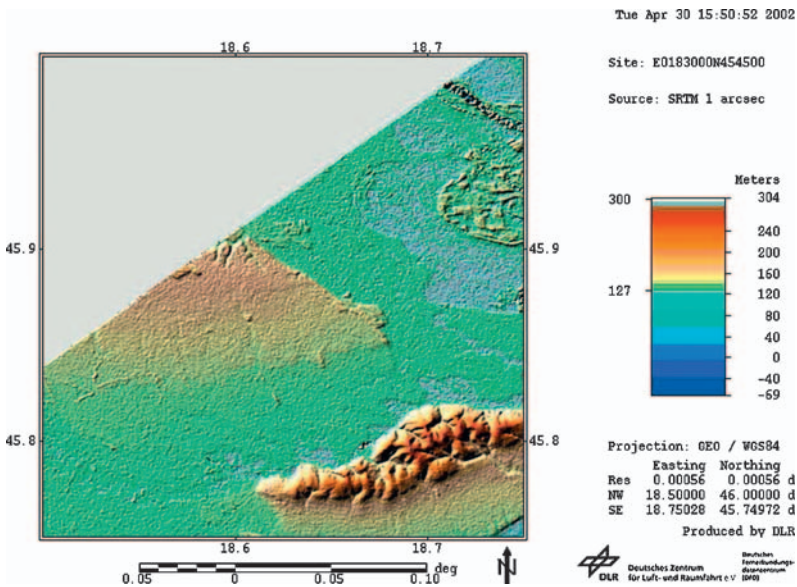 Tue Apr 30 15:50:52 2002
18.6 18.7
Site: E0183000N454500
Source: SRTM 1 arcsec
Meters
300 304
240
45.9 45.9
200
160
127 120
80
40
0
-40
-69
45.8 45.8
Projection: GEO / WGS84
Easting Northing
Res 0.00056 0.00056 d
NW 18.50000 46.00000 d
SE 18.75028 45.74972 d
Produced by DLR
18.6 18.7
deg
0.05 0 0.05 0.10
N
DLR
Deutsches Zentrum
für Luft- und Raumfahrt e.V.
Deutsches
Fernerkundungs-
datenzentrum
(DFD)